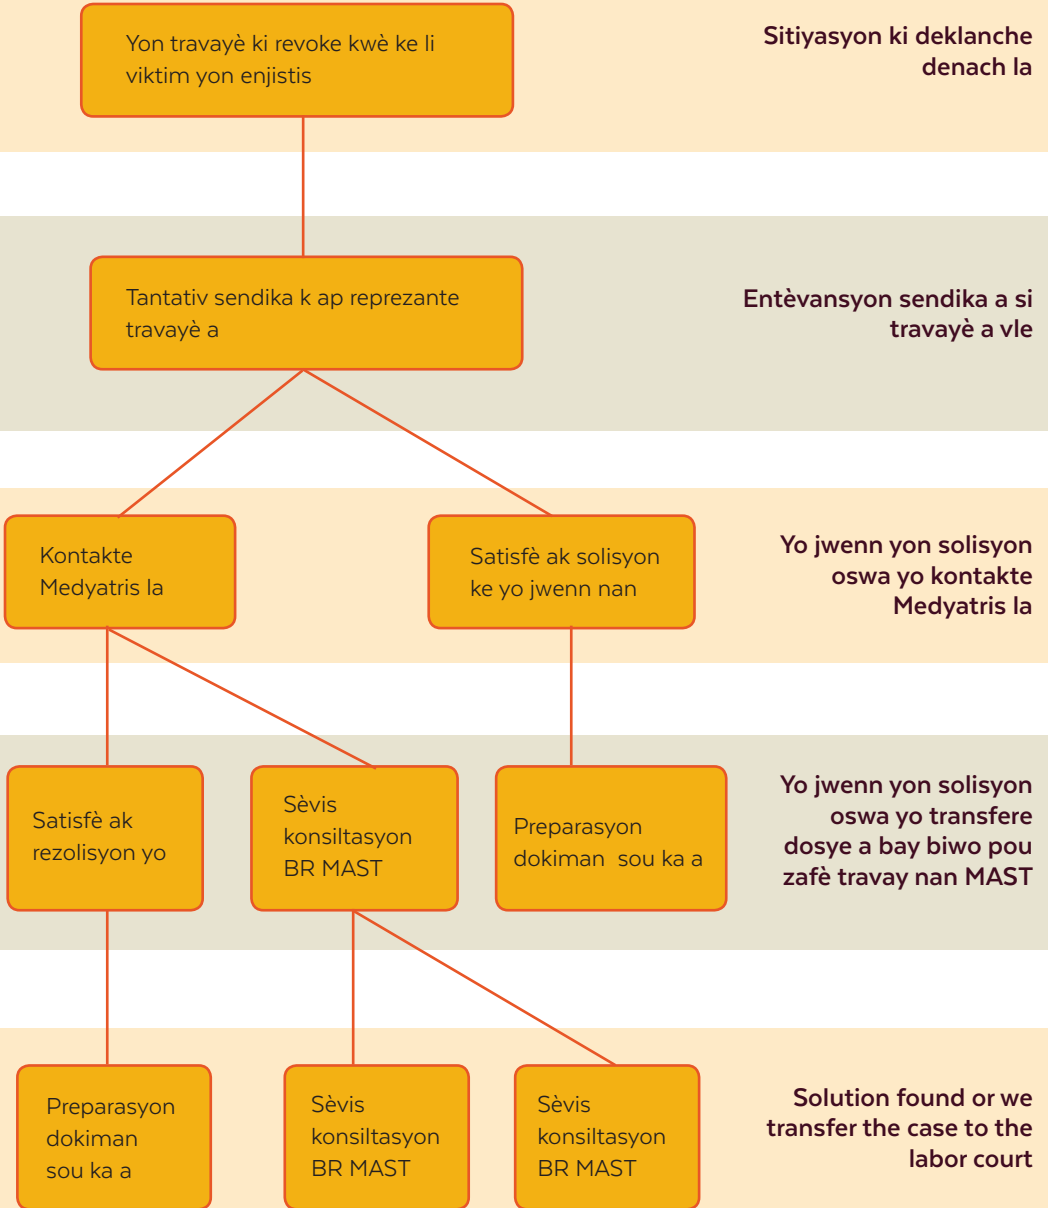 Yon travayè ki revoke kwè ke li
viktim yon enjistis
Sitiyasyon ki deklanche
denach la
Tantativ sendika k ap reprezante
travayè a
Entèvansyon sendika a si
travayè a vle
Kontakte
Medyatris la
Satisfè ak solisyon
ke yo jwenn nan
Yo jwenn yon solisyon
oswa yo kontakte
Medyatris la
Satisfè ak
rezolisyon yo
Sèvis
konsiltasyon
BR MAST
Preparasyon
dokiman sou ka a
Yo jwenn yon solisyon
oswa yo transfere
dosye a bay biwo pou
zafè travay nan MAST
Preparasyon
dokiman
sou ka a
Sèvis
konsiltasyon
BR MAST
Sèvis
konsiltasyon
BR MAST
Solution found or we
transfer the case to the
labor court